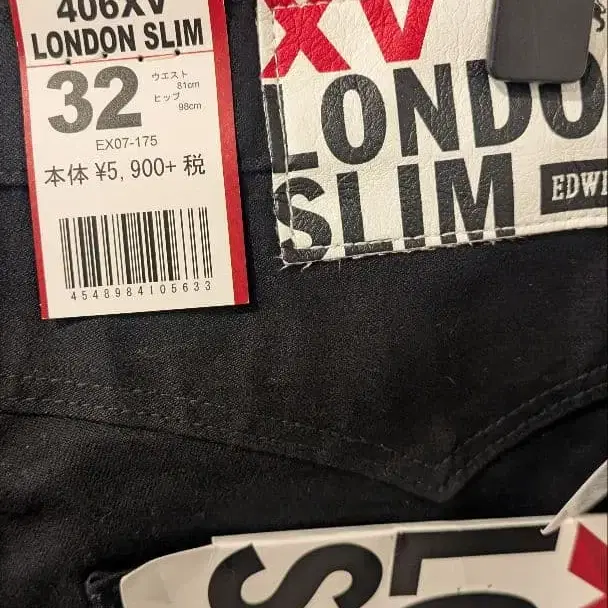 406XV
LONDON SLIM
32
ウエスト
81cm
ヒップ
98cm
EX07-175
本体 ¥5,900+ 税
4548984105633
XV
LONDO
SLIM
EDWI